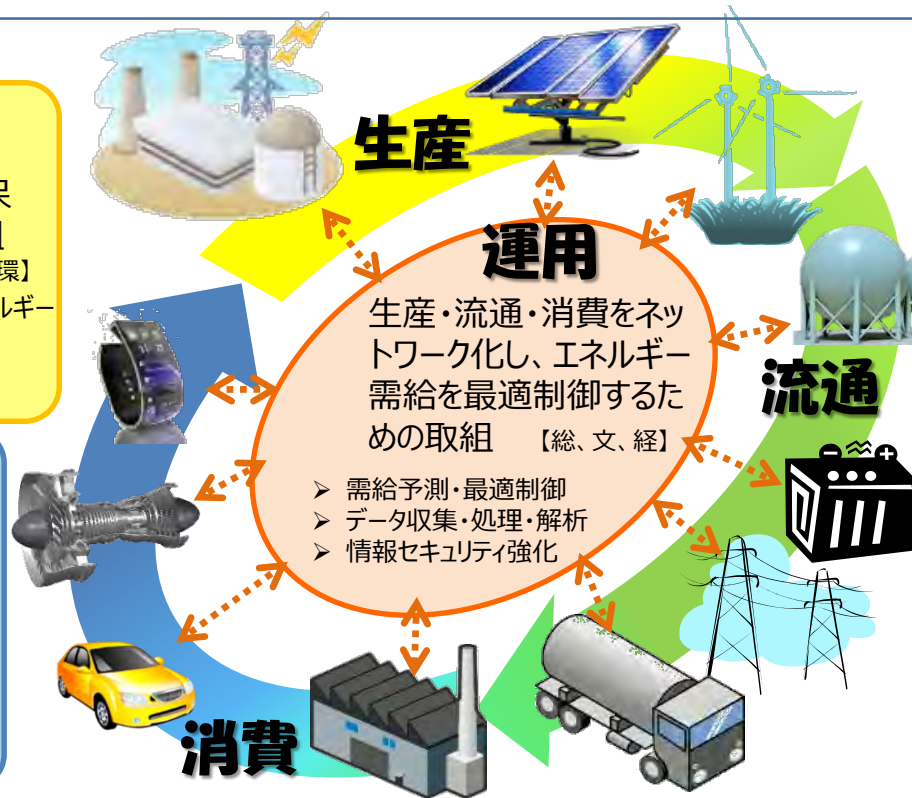 生産
保
環】
ルギー
運用
生産・流通・消費をネッ
トワーク化し、エネルギー
需給を最適制御するた
めの取組 【総、文、経】
➢ 需給予測・最適制御
➢ データ収集・処理・解析
➢ 情報セキュリティ強化
流通
消費